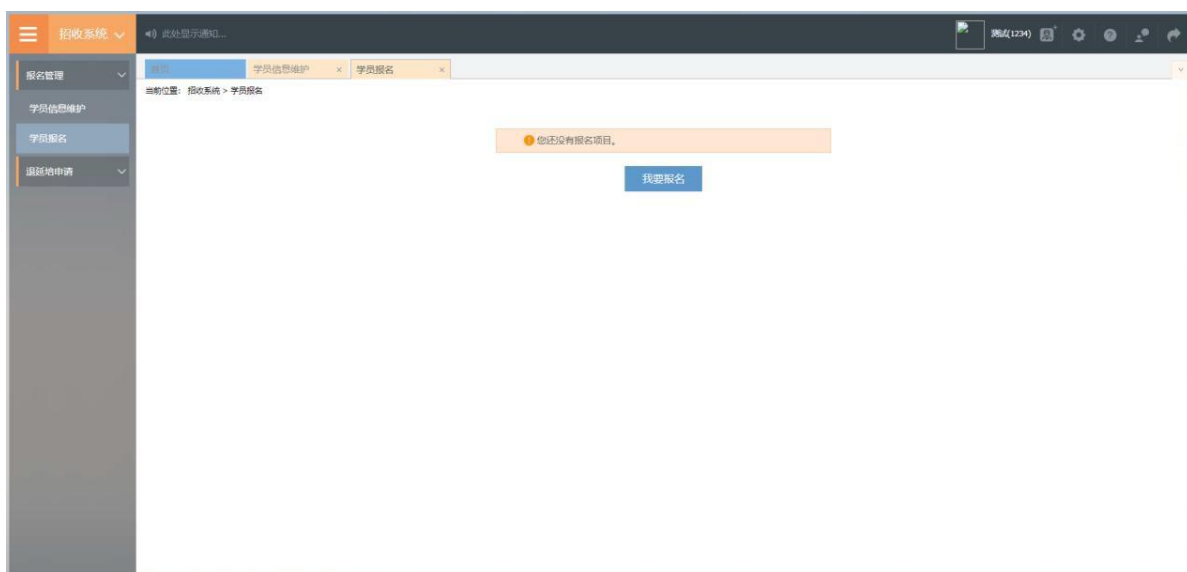 招收系统
此处显示通知...
测试(1234)
报名管理
首页
学员信息维护 ×
学员报名 ×
当前位置： 招收系统 > 学员报名
学员信息维护
学员报名
退延培申请
您还没有报名项目。
我要报名